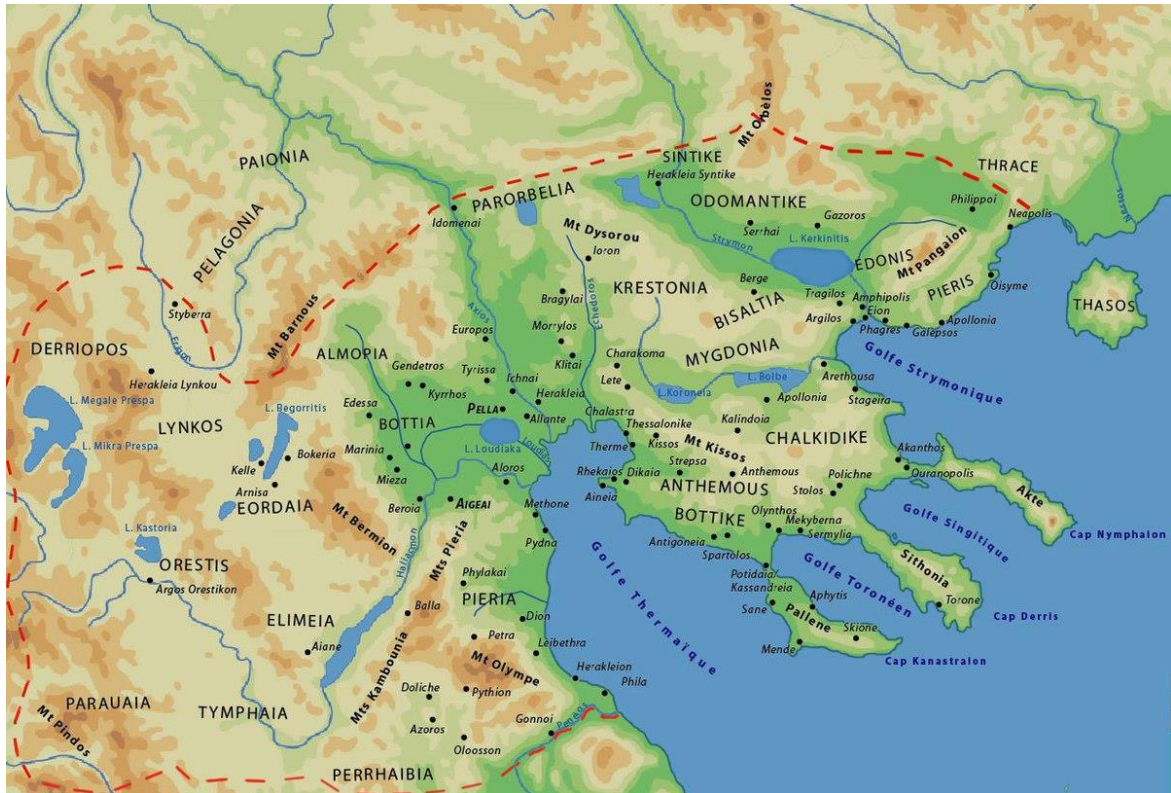 Mt Orbèlos
SINTIKE
THRACE
PAIONIA
Herakleia Syntike
PARORBELIA
ODOMANTIKE
Philippoi
Nestos
Idomenai
Gazoros
Neapolis
Serrhai
PELAGONIA
Mt Dysorou
Strymon
L. Kerkinitis
Ioron
EDONIS
Mt Pangaion
KRESTONIA
Berge
PIERIS
Oisyme
Bragylai
BISALTIA
Tragilos
Amphipolis
THASOS
Styberra
Axios
Echedoros
Eion
Mt Barnous
Europos
Morrylos
Argilos
Phagres
Galepsos
Apollonia
Erigon
DERRIOPOS
ALMOPIA
MYGDONIA
Golfe Strymonique
Gendetros
Tyrissa
Klitai
Charakoma
Herakleia Lynkou
Kyrrhos
Ichnai
Lete
L. Koroneia
L. Bolbe
Arethousa
L. Megale Prespa
Herakleia
Apollonia
Stageira
Edessa
PELLA
Allante
Chalastra
Kalindoia
L. Begorritis
LYNKOS
BOTTIA
Thessalonike
CHALKIDIKE
L. Mikra Prespa
Therme
Kissos
Mt Kissos
Loudias
Marinia
L. Loudiaka
Akanthos
Kelle
Bokeria
Rhekaios
Dikaia
Strepsa
Anthemous
Polichne
Ouranopolis
Mieza
Aloros
Arnisa
Aineia
ANTHEMOUS
Stolos
Akte
EORDAIA
Beroia
AIGEAI
Methone
BOTTIKE
Olynthos
Mekyberna
Golfe Singitique
Mt Bermion
L. Kastoria
Pydna
Antigoneia
Sermylia
Cap Nymphaion
Haliakmon
Mts Pieria
Spartolos
Golfe Thermaïque
ORESTIS
Potidaia/
Kassandreia
Golfe Toronéen
Sithonia
Argos Orestikon
Phylakai
PIERIA
Aphytis
Torone
Balla
Sane
Pallene
Cap Derris
ELIMEIA
Dion
Skione
Petra
Leibethra
Mende
Aiane
Cap Kanastraion
Mt Olympe
Mts Kambounia
Herakleion
Doliche
Pythion
Phila
PARAUAIA
TYMPHAIA
Azoros
Gonnoi
Peneos
Mt Pindos
Oloosson
PERRHAIBIA